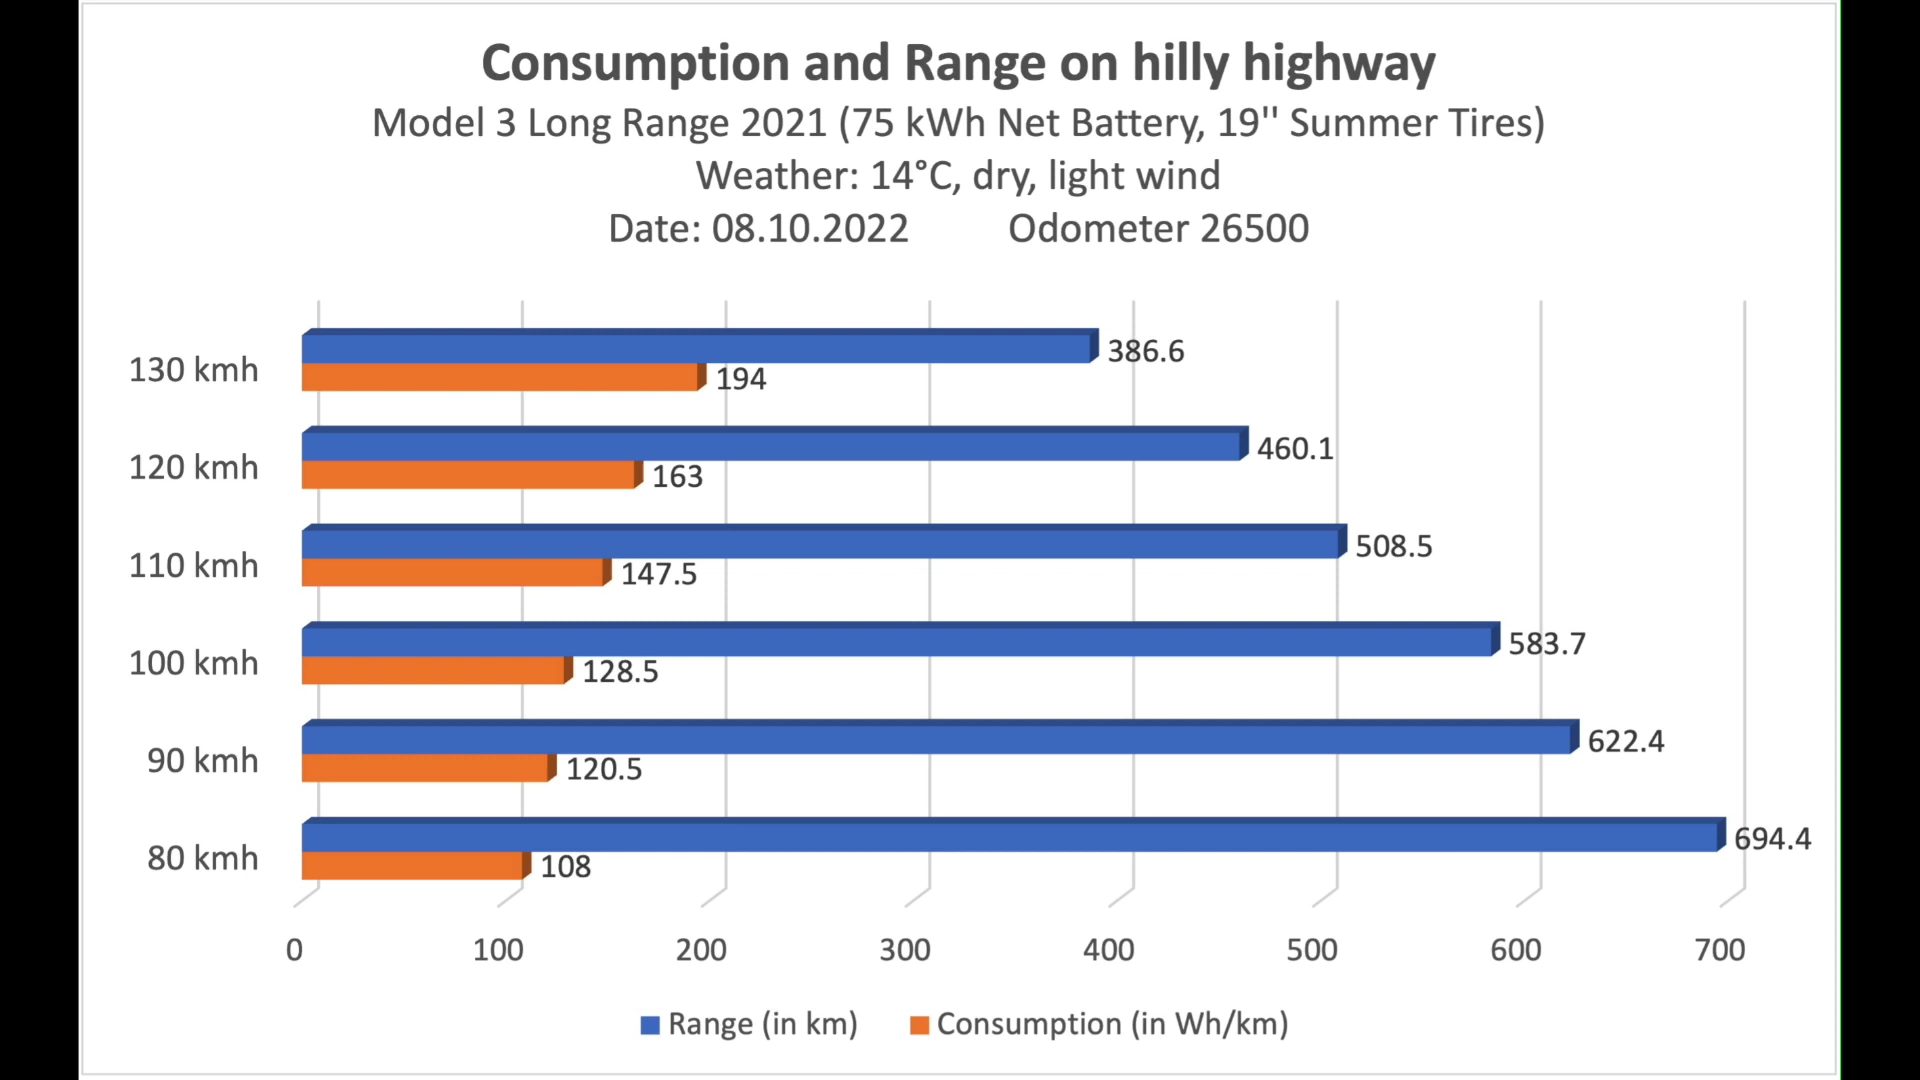 Consumption and Range on hilly highway
Model 3 Long Range 2021 (75 kWh Net Battery, 19'' Summer Tires)
Weather: 14°C, dry, light wind
Date: 08.10.2022 Odometer 26500
130 kmh
386.6
194
120 kmh
460.1
163
110 kmh
508.5
147.5
100 kmh
583.7
128.5
90 kmh
622.4
120.5
80 kmh
694.4
108
0 100 200 300 400 500 600 700
Range (in km) Consumption (in Wh/km)